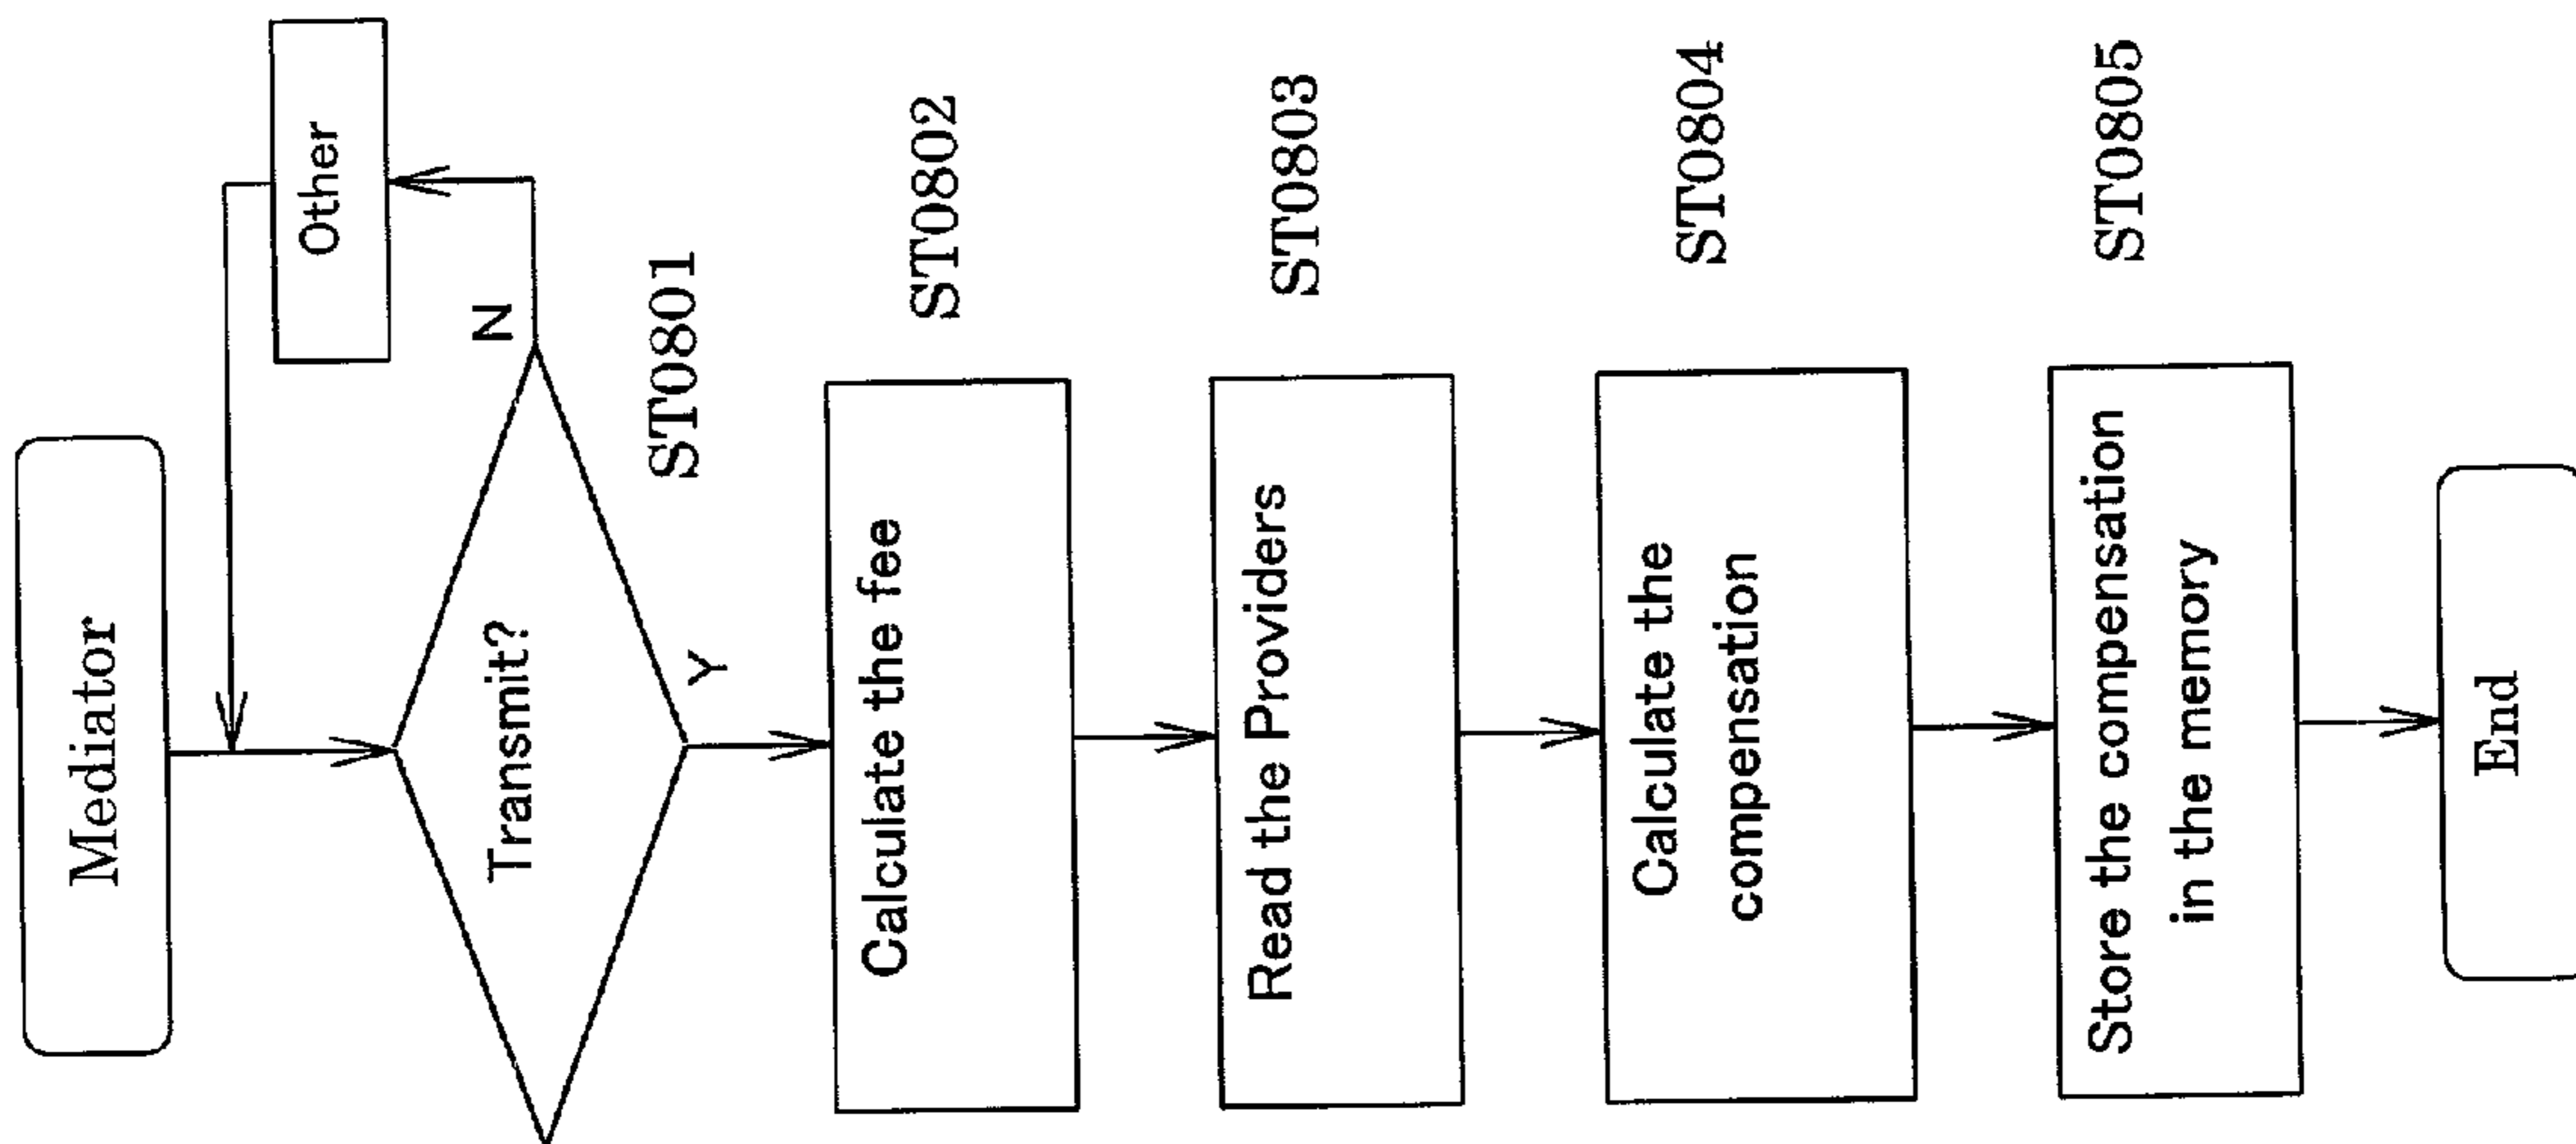 Mediator
Other
Transmit?
N
Y
ST0801
Calculate the fee
ST0802
Read the Providers
ST0803
Calculate the
compensation
ST0804
Store the compensation
in the memory
ST0805
End